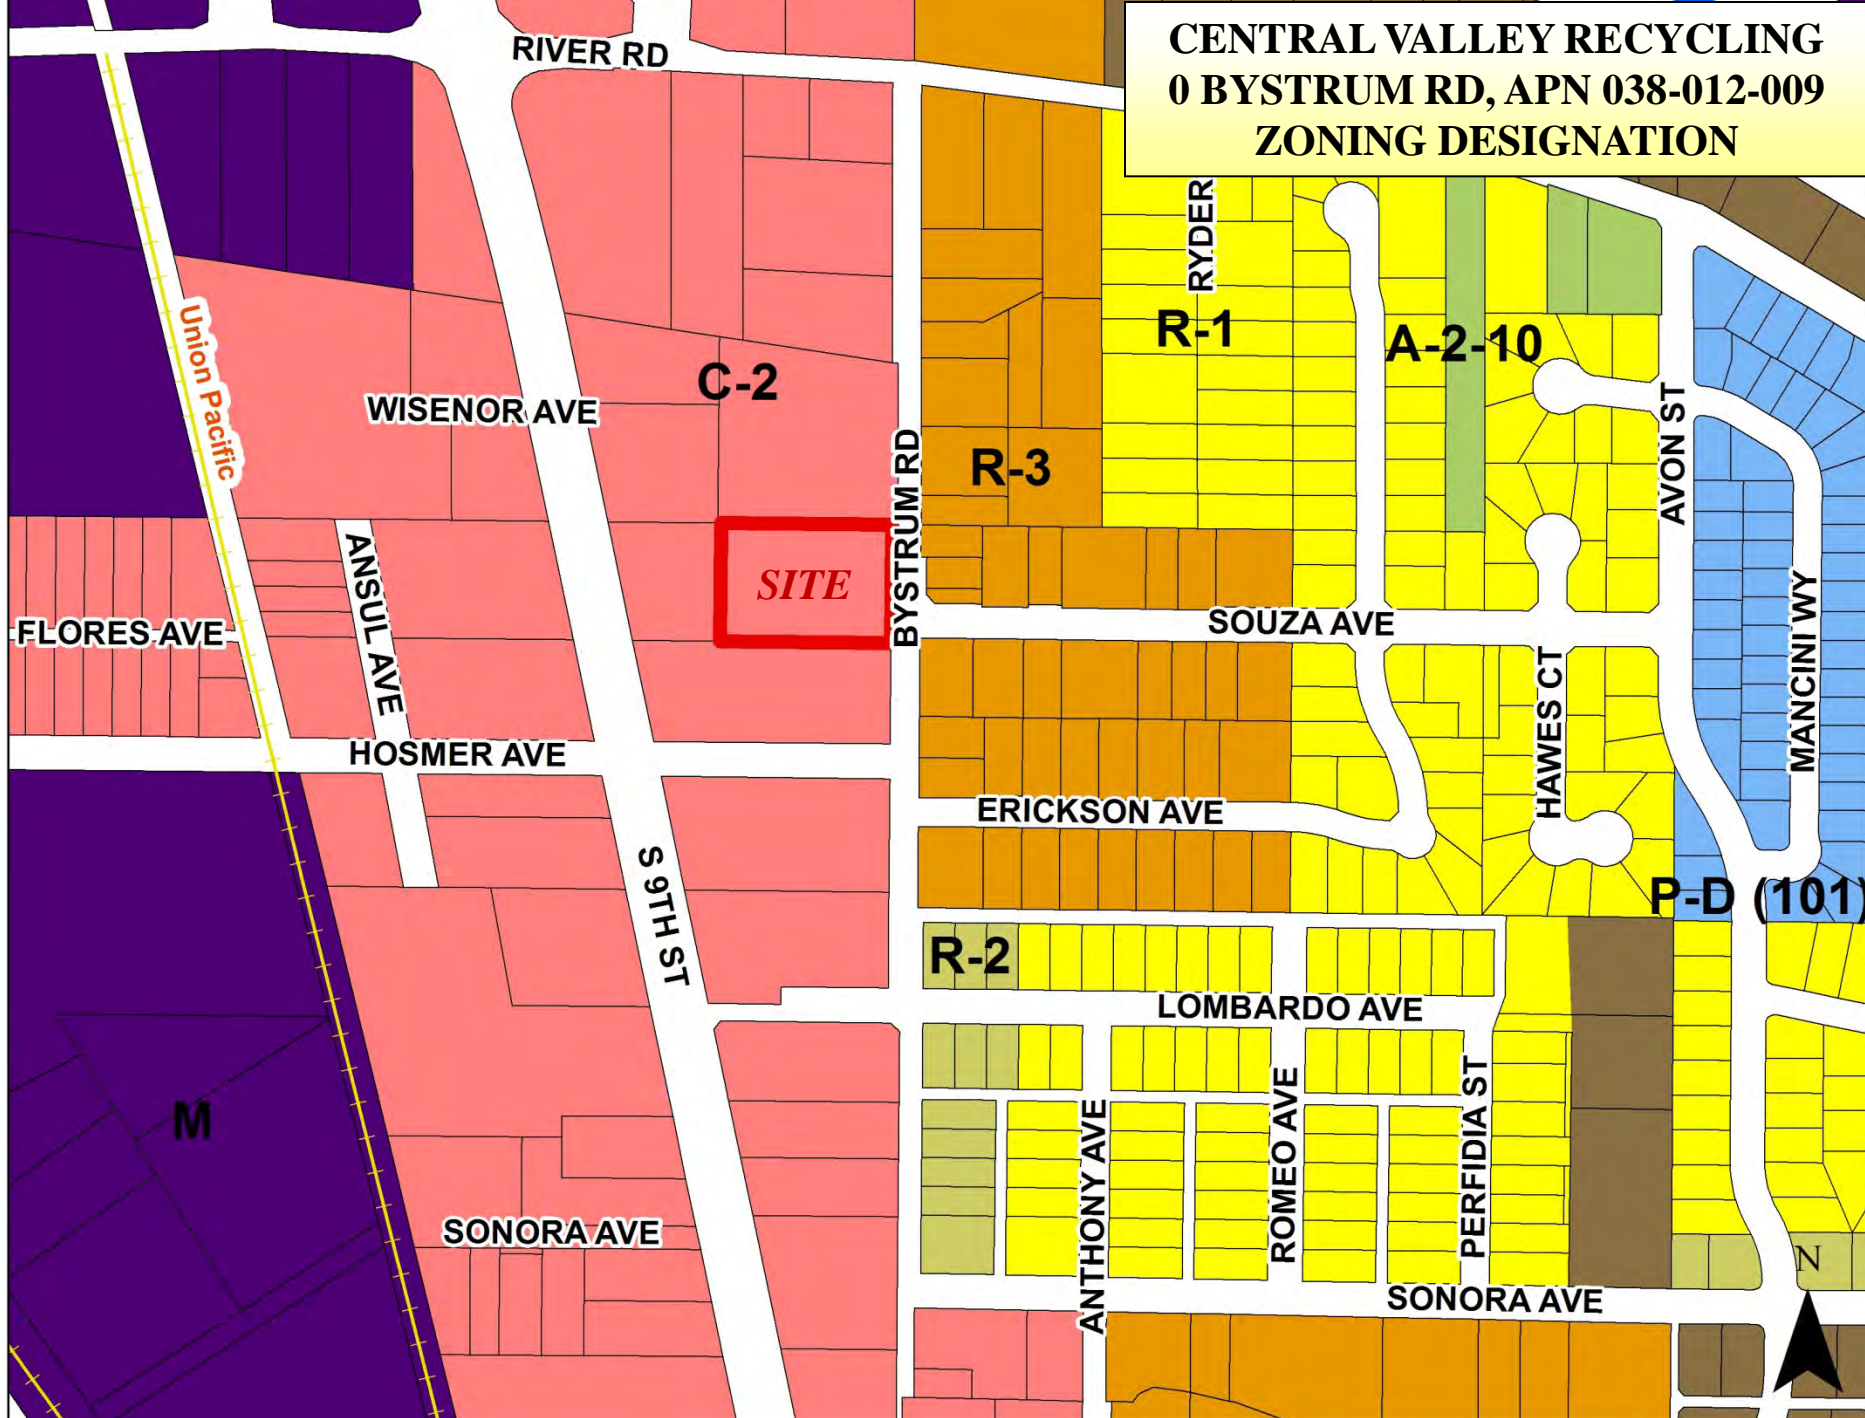 CENTRAL VALLEY RECYCLING
0 BYSTRUM RD, APN 038-012-009
ZONING DESIGNATION
RIVER RD
RYDER
Union Pacific
R-1
A-2-10
C-2
WISENOR AVE
AVON ST
R-3
BYSTRUM RD
SITE
ANSUL AVE
FLORES AVE
SOUZA AVE
MANCINI WY
HAWES CT
HOSMER AVE
ERICKSON AVE
S 9TH ST
P-D (101)
R-2
LOMBARDO AVE
M
ANTHONY AVE
ROMEO AVE
PERFIDIA ST
SONORA AVE
N
SONORA AVE